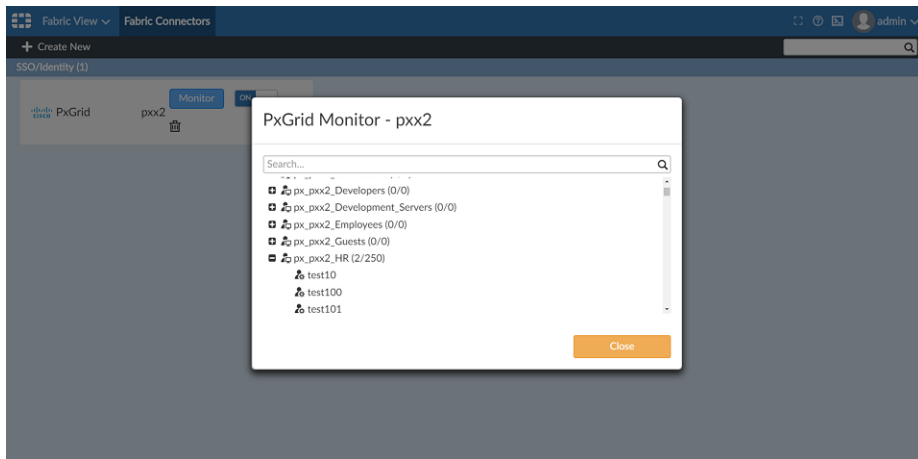 Fabric View
Fabric Connectors
admin
Create New
SSO/Identity (1)
Monitor
ON
cisco PxGrid
pxx2
PxGrid Monitor - pxx2
Search...
px_pxx2_Developers (0/0)
px_pxx2_Development_Servers (0/0)
px_pxx2_Employees (0/0)
px_pxx2_Guests (0/0)
px_pxx2_HR (2/250)
test10
test100
test101
Close